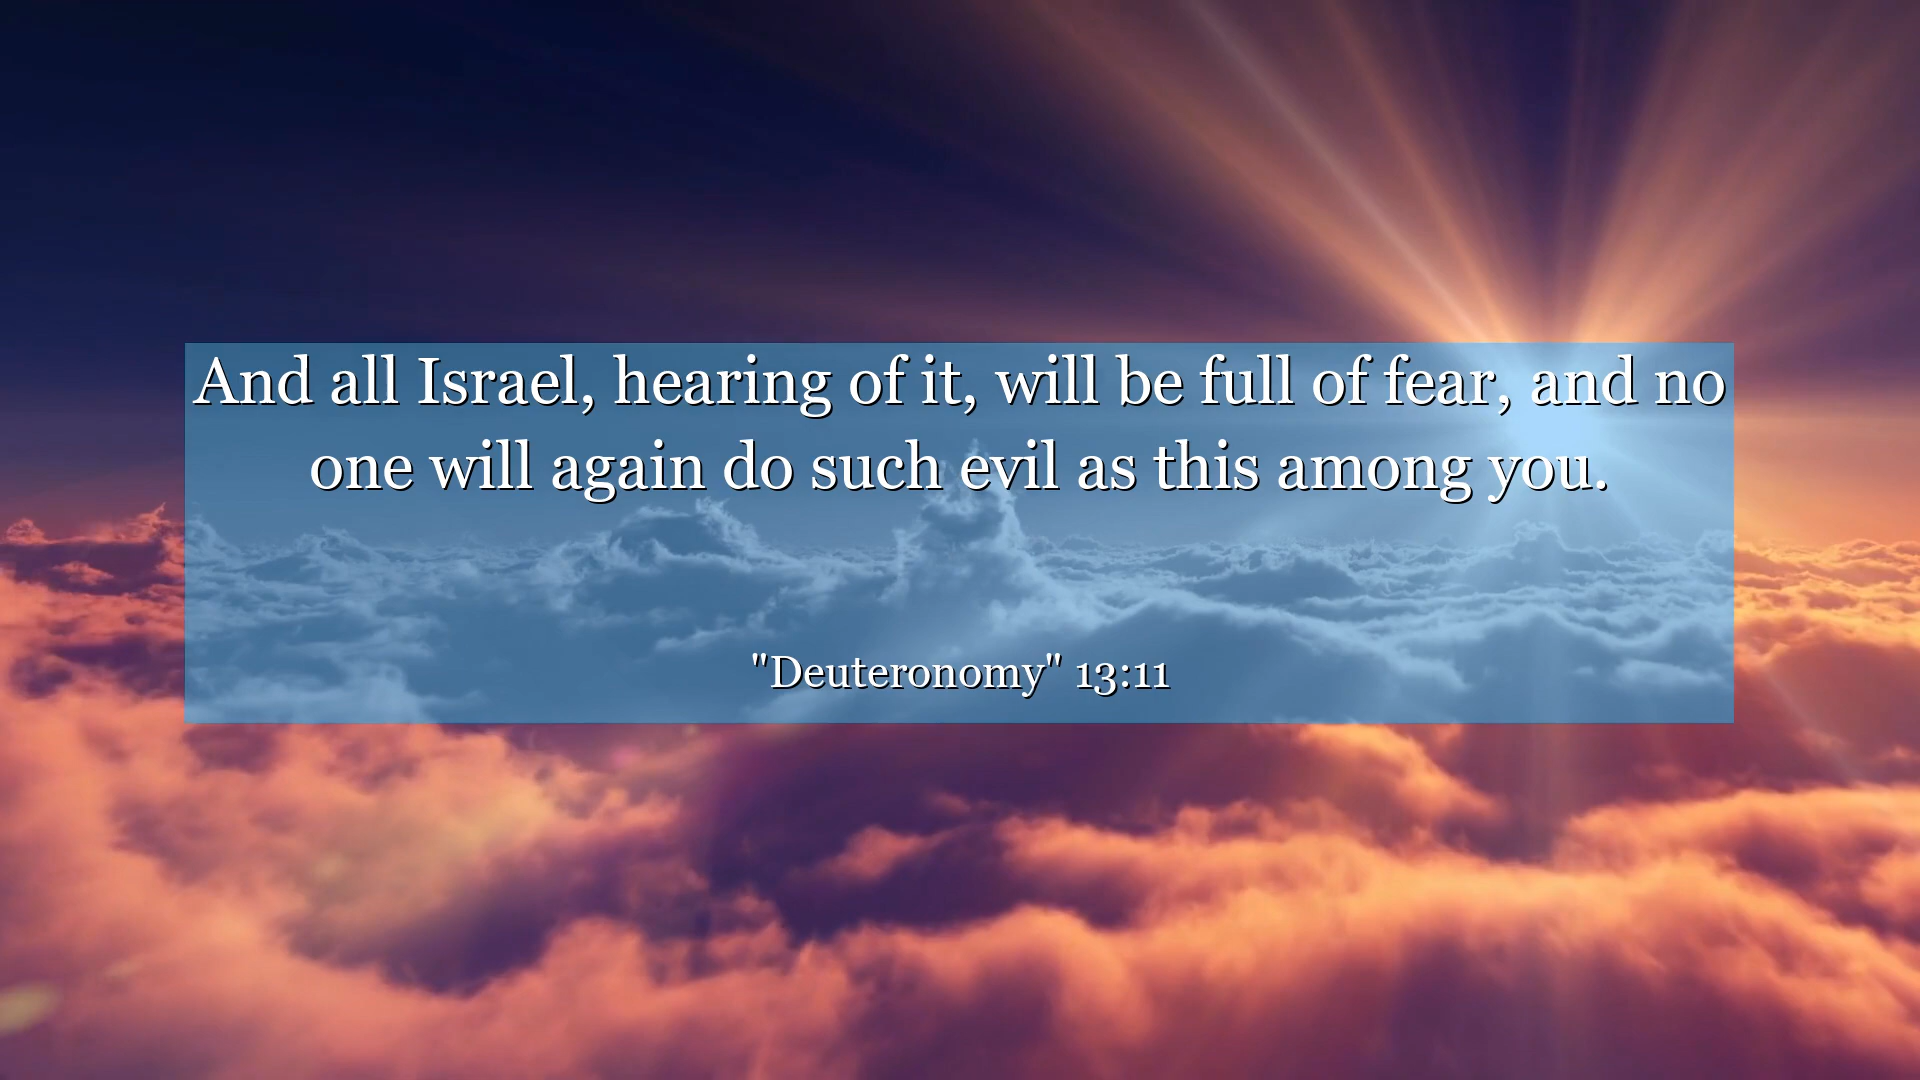 And all Israel, hearing of it, will be full of fear, and no
one will again do such evil as this among you.
"Deuteronomy" 13:11